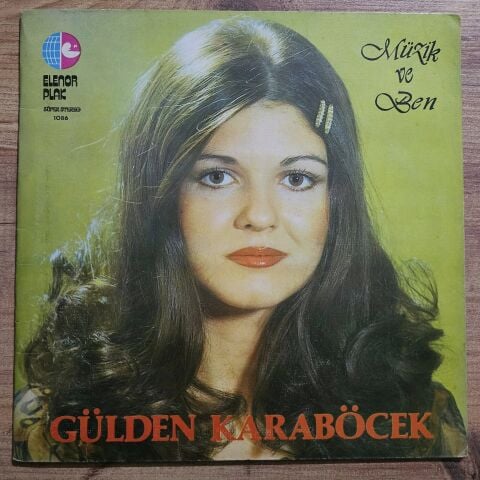 ELENOR
PLAK
SÜPER STEREO
1086
Müzik
ve
Ben
GÜLDEN KARABÖCEK